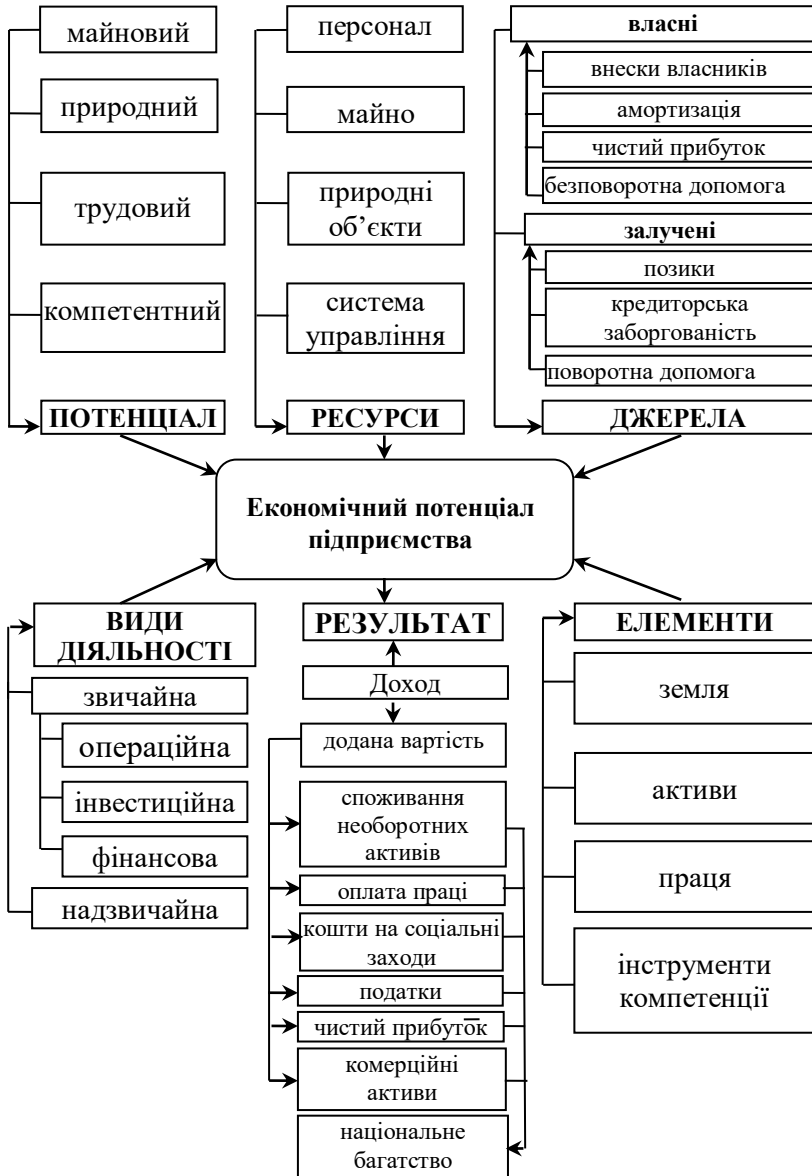 майновий
природний
трудовий
компетентний
ПОТЕНЦІАЛ
персонал
майно
природні
об’єкти
система
управління
РЕСУРСИ
власні
внески власників
амортизація
чистий прибуток
безповоротна допомога
залучені
позики
кредиторська
заборгованість
поворотна допомога
ДЖЕРЕЛА
Економічний потенціал
підприємства
ВИДИ
ДІЯЛЬНОСТІ
звичайна
операційна
інвестиційна
фінансова
надзвичайна
РЕЗУЛЬТАТ
Доход
додана вартість
споживання
необоротних
активів
оплата праці
кошти на соціальні
заходи
податки
чистий прибуток
комерційні
активи
національне
багатство
ЕЛЕМЕНТИ
земля
активи
праця
інструменти
компетенції